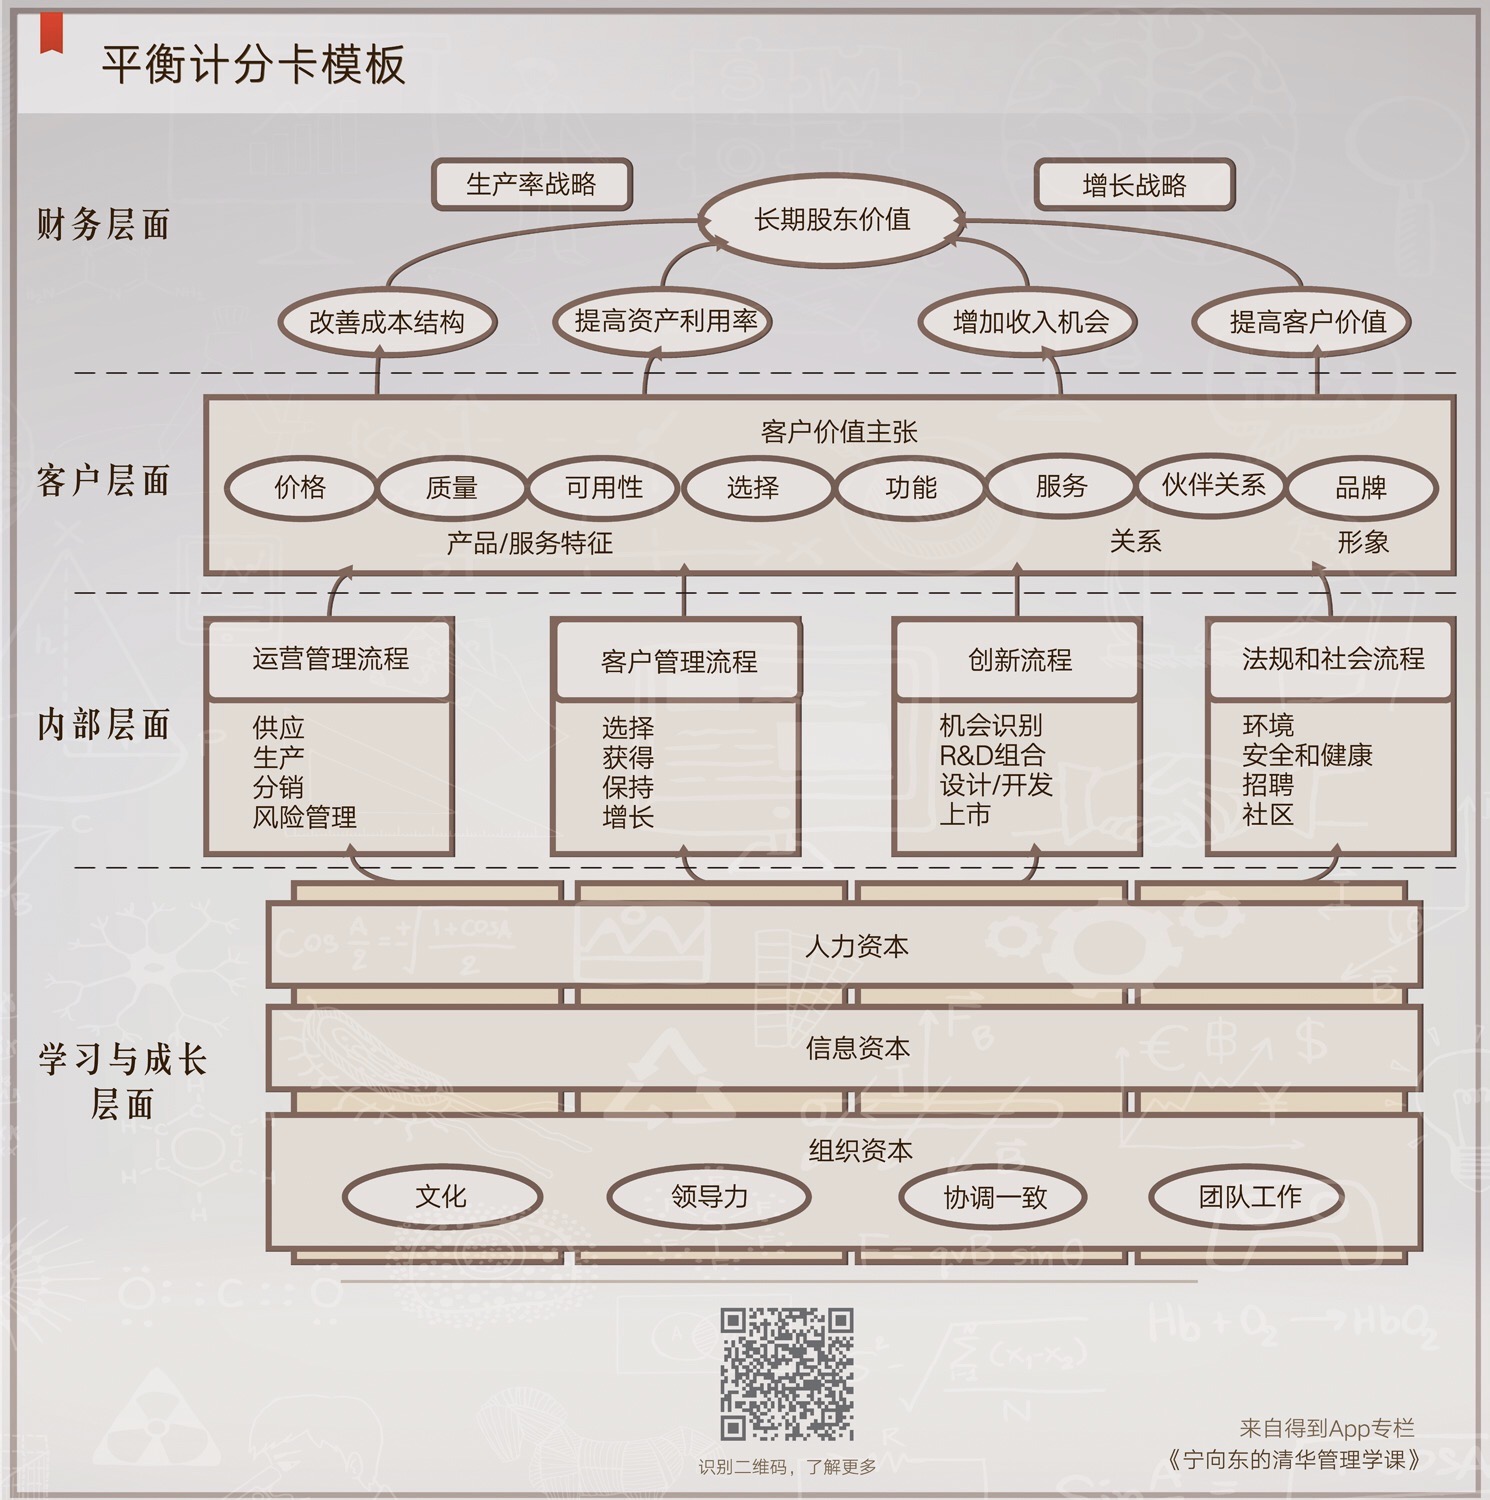 平衡计分卡模板
生产率战略
增长战略
财务层面
长期股东价值
改善成本结构
提高资产利用率
增加收入机会
提高客户价值
客户层面
客户价值主张
价格
质量
可用性
选择
功能
服务
伙伴关系
品牌
产品/服务特征
关系
形象
内部层面
运营管理流程
供应
生产
分销
风险管理
客户管理流程
选择
获得
保持
增长
创新流程
机会识别
R&D组合
设计/开发
上市
法规和社会流程
环境
安全和健康
招聘
社区
学习与成长
层面
人力资本
信息资本
组织资本
文化
领导力
协调一致
团队工作
识别二维码，了解更多
来自得到App专栏
《宁向东的清华管理学课》